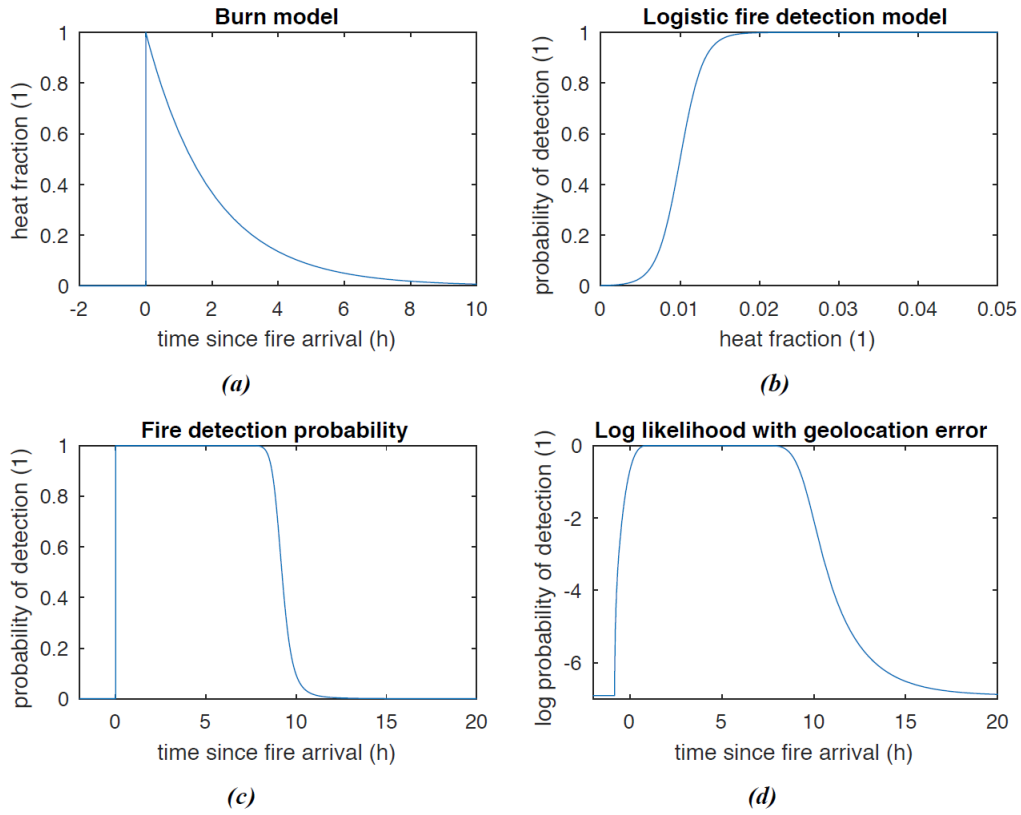 Burn model
heat fraction (1)
1
0.8
0.6
0.4
0.2
0
-2 0 2 4 6 8 10
time since fire arrival (h)
(a)
Logistic fire detection model
probability of detection (1)
1
0.8
0.6
0.4
0.2
0
0 0.01 0.02 0.03 0.04 0.05
heat fraction (1)
(b)
Fire detection probability
probability of detection (1)
1
0.8
0.6
0.4
0.2
0
0 5 10 15 20
time since fire arrival (h)
(c)
Log likelihood with geolocation error
log probability of detection (1)
0
-2
-4
-6
0 5 10 15 20
time since fire arrival (h)
(d)